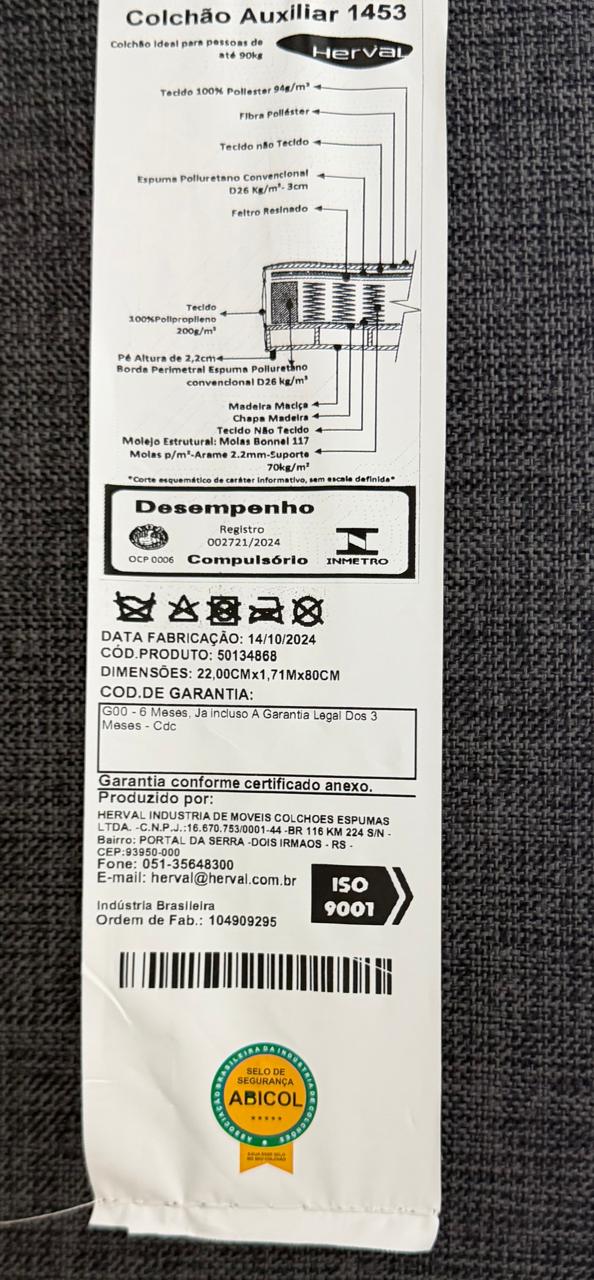 Colchão Auxiliar 1453
Colchão ideal para pessoas de
até 90kg
Herval
Tecido 100% Poliester 94g/m²
Fibra Poliéster
Tecido não Tecido
Espuma Poliuretano Convencional
D26 Kg/m³- 3cm
Feltro Resinado
Tecido
100%Polipropileno
200g/m²
Pé Altura de 2,2cm
Borda Perimetral Espuma Poliuretano
convencional D26 kg/m³
Madeira Maciça
Chapa Madeira
Tecido Não Tecido
Molejo Estrutural: Molas Bonnel 117
Molas p/m²-Arame 2.2mm-Suporte
70kg/m²
*Corte esquemático de caráter informativo, sem escala definida*
Desempenho
Registro
002721/2024
OCP 0006
Compulsório
INMETRO
DATA FABRICAÇÃO: 14/10/2024
CÓD.PRODUTO: 50134868
DIMENSÕES: 22,00CMx1,71Mx80CM
COD.DE GARANTIA:
G00 - 6 Meses, Ja Incluso A Garantia Legal Dos 3
Meses - Cdc
Garantia conforme certificado anexo.
Produzido por:
HERVAL INDUSTRIA DE MOVEIS COLCHOES ESPUMAS
LTDA. -C.N.P.J.:16.670.753/0001-44 -BR 116 KM 224 S/N -
Bairro: PORTAL DA SERRA -DOIS IRMAOS - RS -
CEP:93950-000
Fone: 051-35648300
E-mail: herval@herval.com.br
ISO
9001
Indústria Brasileira
Ordem de Fab.: 104909295
ASSOCIAÇÃO BRASILEIRA DA INDÚSTRIA DE COLCHÕES
SELO DE
SEGURANÇA
ABICOL